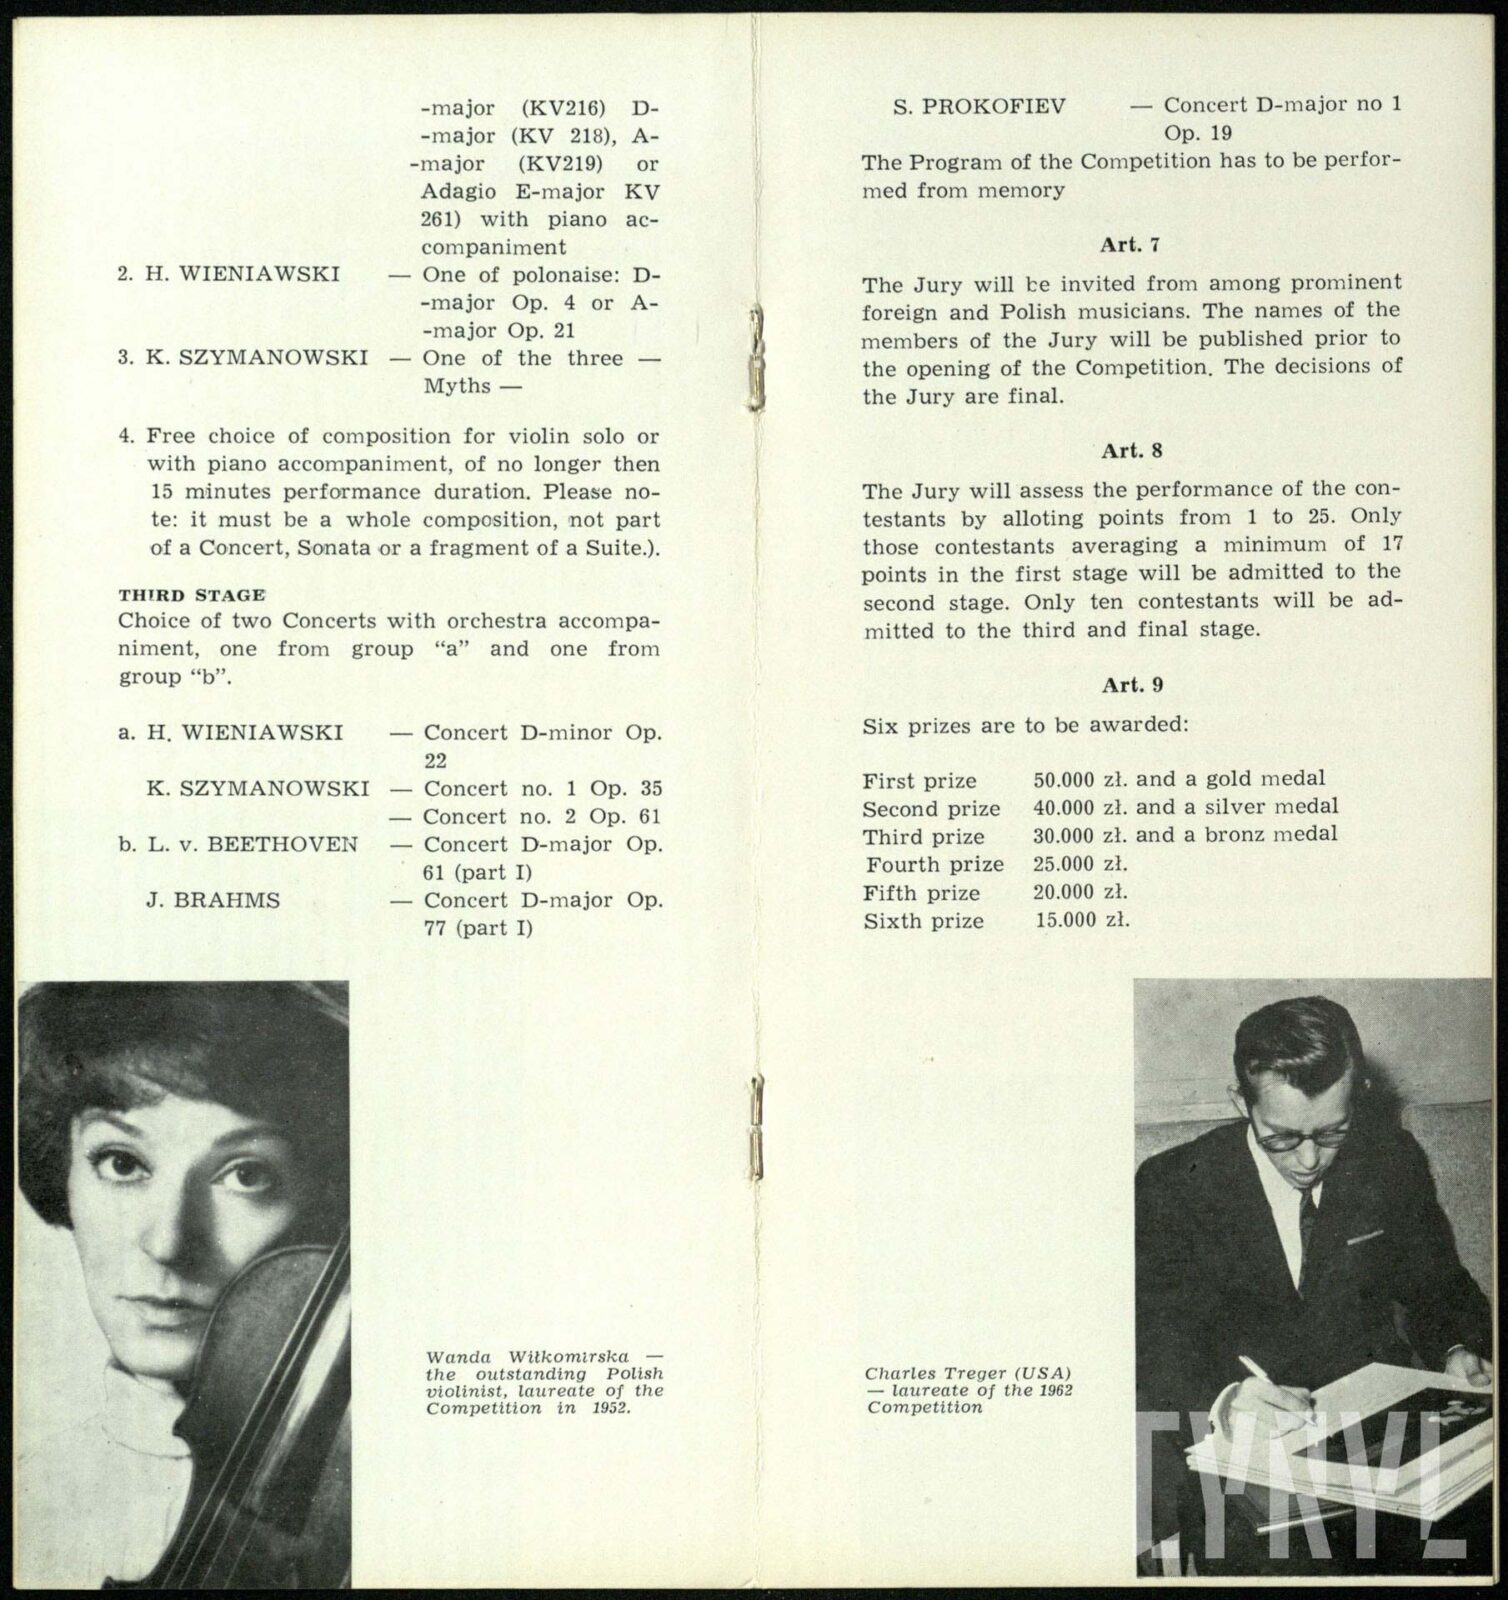 -major (KV216) D-
-major (KV 218), A-
-major (KV219) or
Adagio E-major KV
261) with piano ac-
companiment
2. H. WIENIAWSKI — One of polonaise: D-
-major Op. 4 or A-
-major Op. 21
3. K. SZYMANOWSKI — One of the three —
Myths —
4. Free choice of composition for violin solo or
with piano accompaniment, of no longer then
15 minutes performance duration. Please no-
te: it must be a whole composition, not part
of a Concert, Sonata or a fragment of a Suite.).
THIRD STAGE
Choice of two Concerts with orchestra accompa-
niment, one from group “a” and one from
group “b”.
a. H. WIENIAWSKI — Concert D-minor Op.
22
K. SZYMANOWSKI — Concert no. 1 Op. 35
— Concert no. 2 Op. 61
b. L. v. BEETHOVEN — Concert D-major Op.
61 (part I)
J. BRAHMS — Concert D-major Op.
77 (part I)
Wanda Wiłkomirska —
the outstanding Polish
violinist, laureate of the
Competition in 1952.
S. PROKOFIEV — Concert D-major no 1
Op. 19
The Program of the Competition has to be perfor-
med from memory
Art. 7
The Jury will be invited from among prominent
foreign and Polish musicians. The names of the
members of the Jury will be published prior to
the opening of the Competition. The decisions of
the Jury are final.
Art. 8
The Jury will assess the performance of the con-
testants by alloting points from 1 to 25. Only
those contestants averaging a minimum of 17
points in the first stage will be admitted to the
second stage. Only ten contestants will be ad-
mitted to the third and final stage.
Art. 9
Six prizes are to be awarded:
First prize 50.000 zł. and a gold medal
Second prize 40.000 zł. and a silver medal
Third prize 30.000 zł. and a bronz medal
Fourth prize 25.000 zł.
Fifth prize 20.000 zł.
Sixth prize 15.000 zł.
Charles Treger (USA)
— laureate of the 1962
Competition